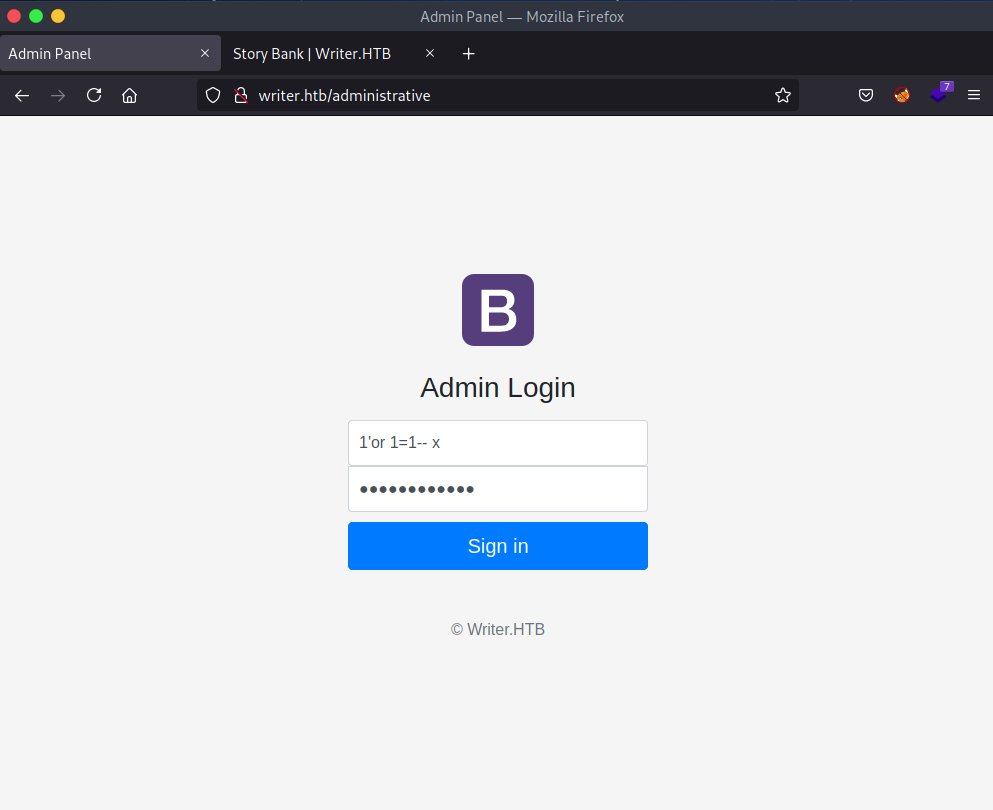 Admin Panel — Mozilla Firefox
Admin Panel
Story Bank | Writer.HTB
writer.htb/administrative
7
B
Admin Login
1'or 1=1-- x
●●●●●●●●●●●●
Sign in
© Writer.HTB